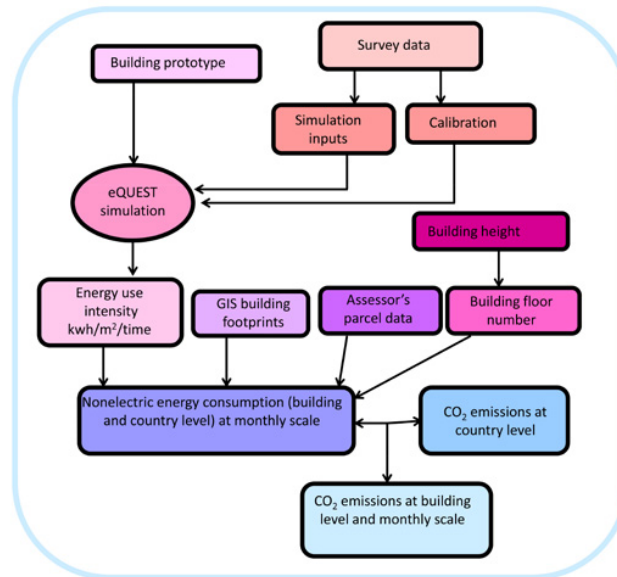 Survey data
Building prototype
Simulation
inputs
Calibration
eQUEST
simulation
Building height
Energy use
intensity
kwh/m²/time
GIS building
footprints
Assessor's
parcel data
Building floor
number
Nonelectric energy consumption (building
and country level) at monthly scale
CO₂ emissions at
country level
CO₂ emissions at building
level and monthly scale